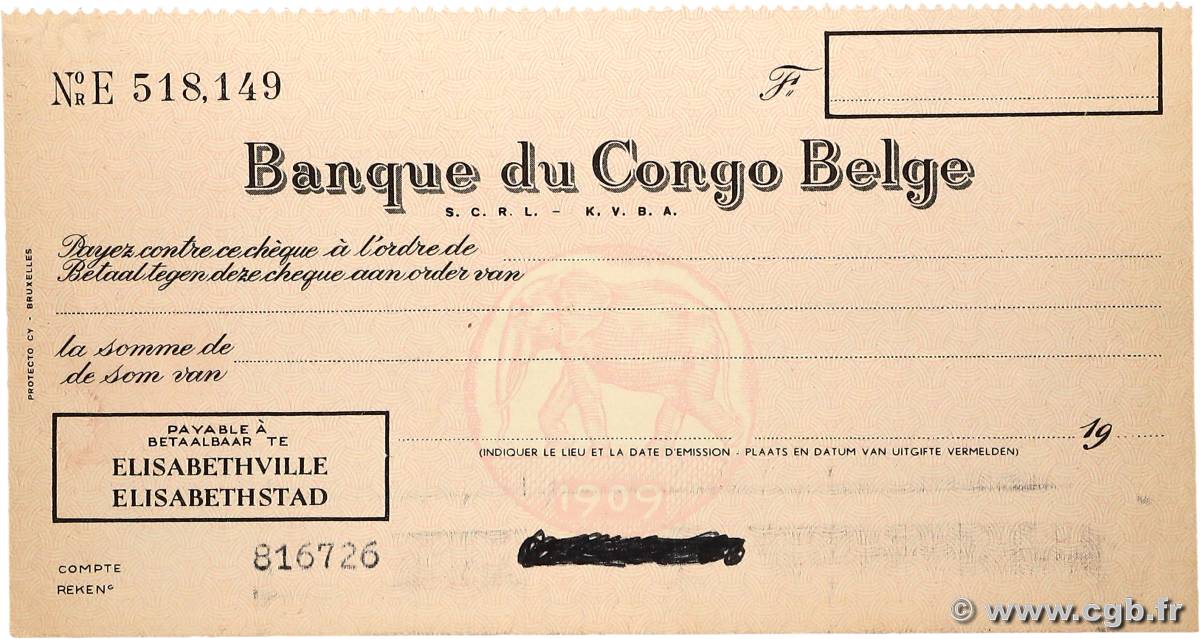 NºR E 518,149
F"
Banque du Congo Belge
S. C. R. L. - K. V. B. A.
Payez contre ce chèque à l'ordre de
Betaal tegen deze cheque aan order van
la somme de
de som van
PROTECTO CY - BRUXELLES
PAYABLE À
BETAALBAAR TE
ELISABETHVILLE
ELISABETHSTAD
19
(INDIQUER LE LIEU ET LA DATE D'EMISSION - PLAATS EN DATUM VAN UITGIFTE VERMELDEN)
1909
COMPTE
REKENG
816726
© www.cgb.fr